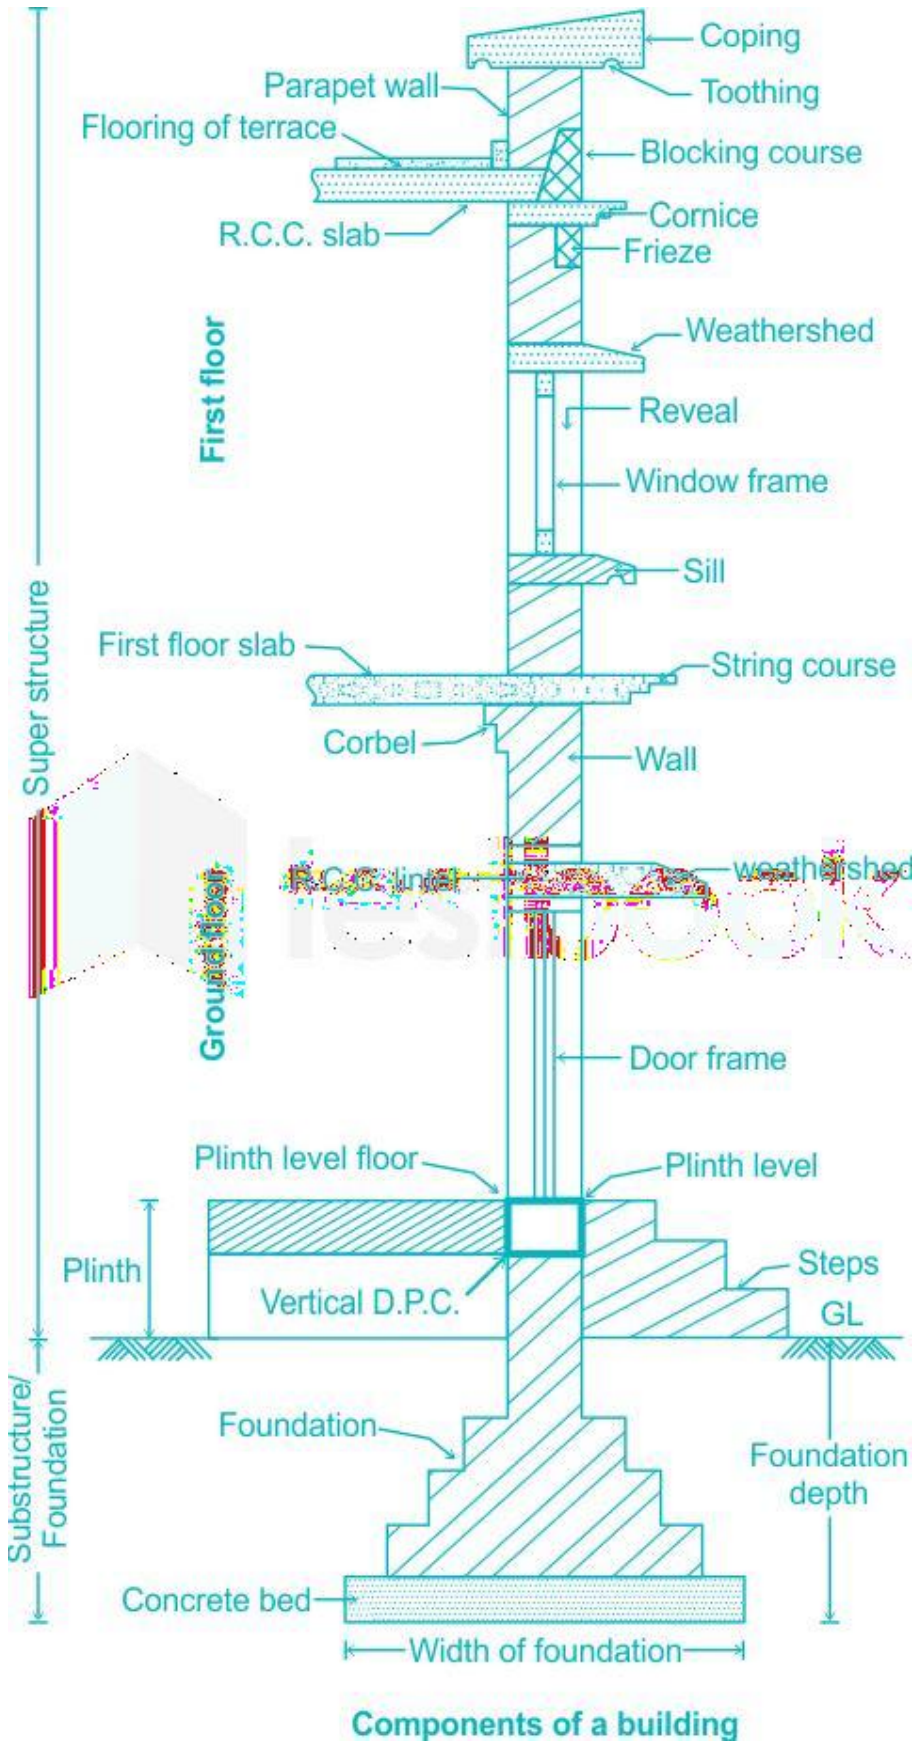 Coping
Toothing
Parapet wall
Flooring of terrace
Blocking course
Cornice
R.C.C. slab
Frieze
First floor
Weathershed
Reveal
Window frame
Sill
Super structure
First floor slab
String course
Corbel
Wall
R.C.C. lintel
weathershed
Ground floor
Door frame
Plinth level floor
Plinth level
Plinth
Steps
Vertical D.P.C.
GL
Substructure/
Foundation
Foundation
Foundation
depth
Concrete bed
Width of foundation
Components of a building